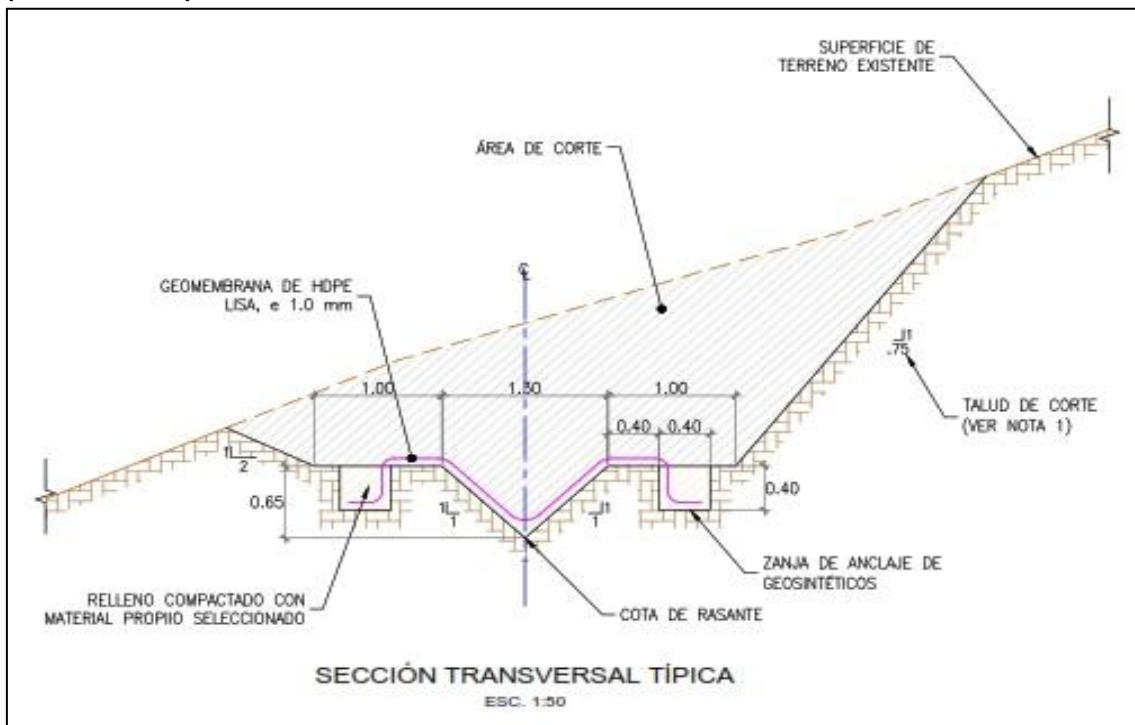 SUPERFICIE DE
TERRENO EXISTENTE
ÁREA DE CORTE
℄
GEOMEMBRANA DE HDPE
LISA, e 1.0 mm
1
.75
1.00
1.30
1.00
TALUD DE CORTE
(VER NOTA 1)
0.40
0.40
1
2
0.65
1
1
1
1
0.40
ZANJA DE ANCLAJE DE
GEOSINTÉTICOS
RELLENO COMPACTADO CON
MATERIAL PROPIIO SELECCIONADO
COTA DE RASANTE
SECCIÓN TRANSVERSAL TÍPICA
ESC. 1:50